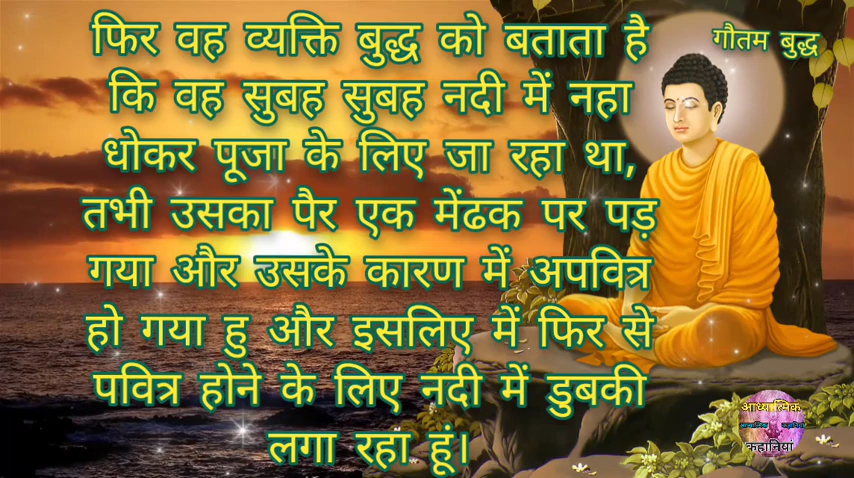 फिर वह व्यक्ति बुद्ध को बताता है
कि वह सुबह सुबह नदी में नहा
धोकर पूजा के लिए जा रहा था,
तभी उसका पैर एक मेंढक पर पड़
गया और उसके कारण में अपवित्र
हो गया हु और इसलिए में फिर से
पवित्र होने के लिए नदी में डुबकी
लगा रहा हूं।
गौतम बुद्ध
आध्यात्मिक
कहानिया